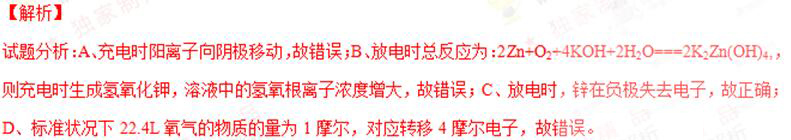 【解析】
试题分析：A、充电时阳离子向阴极移动，故错误；B、放电时总反应为：2Zn+O₂+4KOH+2H₂O===2K₂Zn(OH)₄,，
则充电时生成氢氧化钾，溶液中的氢氧根离子浓度增大，故错误；C、放电时，锌在负极失去电子，故正确；
D、标准状况下 22.4L 氧气的物质的量为 1 摩尔，对应转移 4 摩尔电子，故错误。